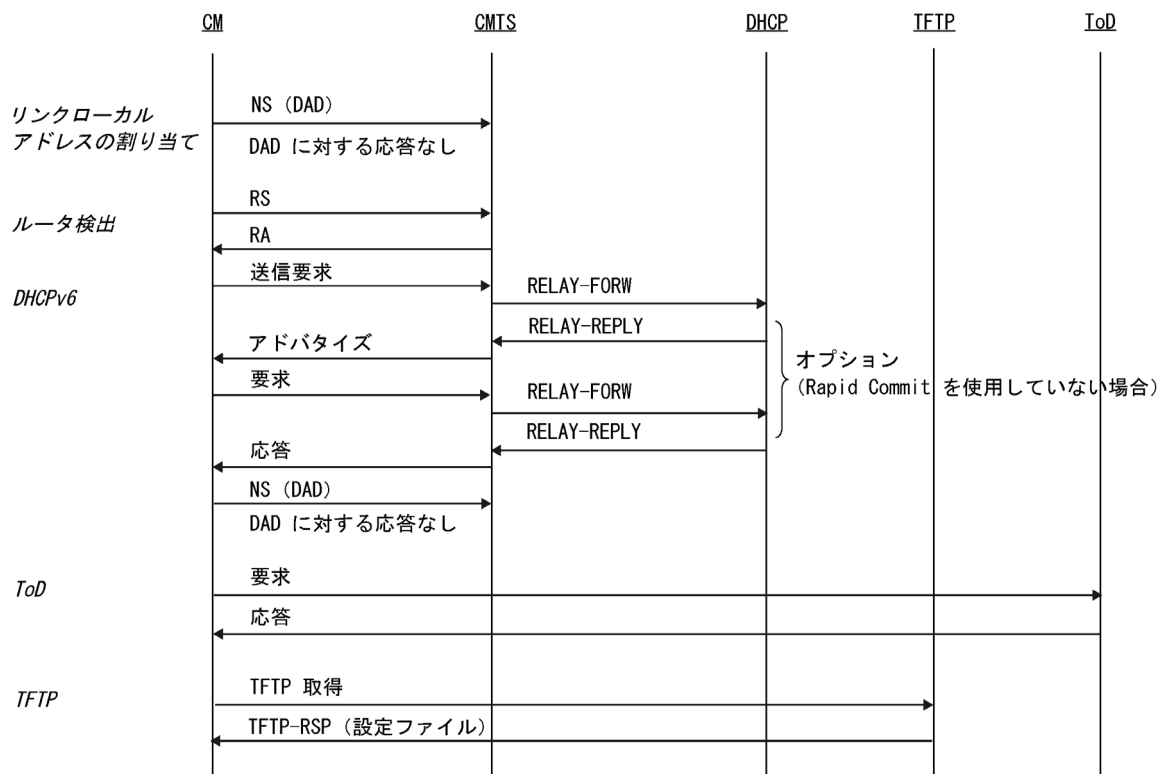 CM
CMTS
DHCP
TFTP
ToD
リンクローカル
アドレスの割り当て
NS (DAD)
DAD に対する応答なし
ルータ検出
RS
RA
DHCPv6
送信要求
RELAY-FORW
RELAY-REPLY
アドバタイズ
オプション
(Rapid Commit を使用していない場合)
要求
RELAY-FORW
RELAY-REPLY
応答
NS (DAD)
DAD に対する応答なし
ToD
要求
応答
TFTP
TFTP 取得
TFTP-RSP (設定ファイル)